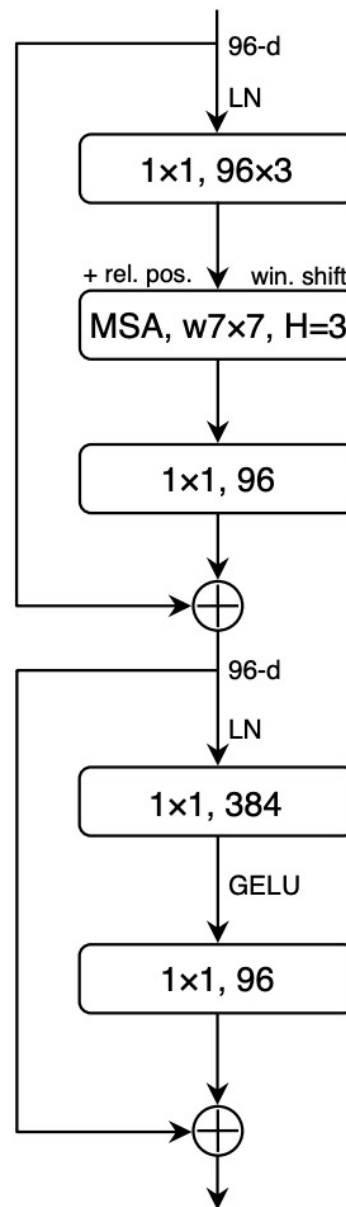 96-d
LN
1×1, 96×3
+ rel. pos. win. shift
MSA, w7×7, H=3
1×1, 96
96-d
LN
1×1, 384
GELU
1×1, 96